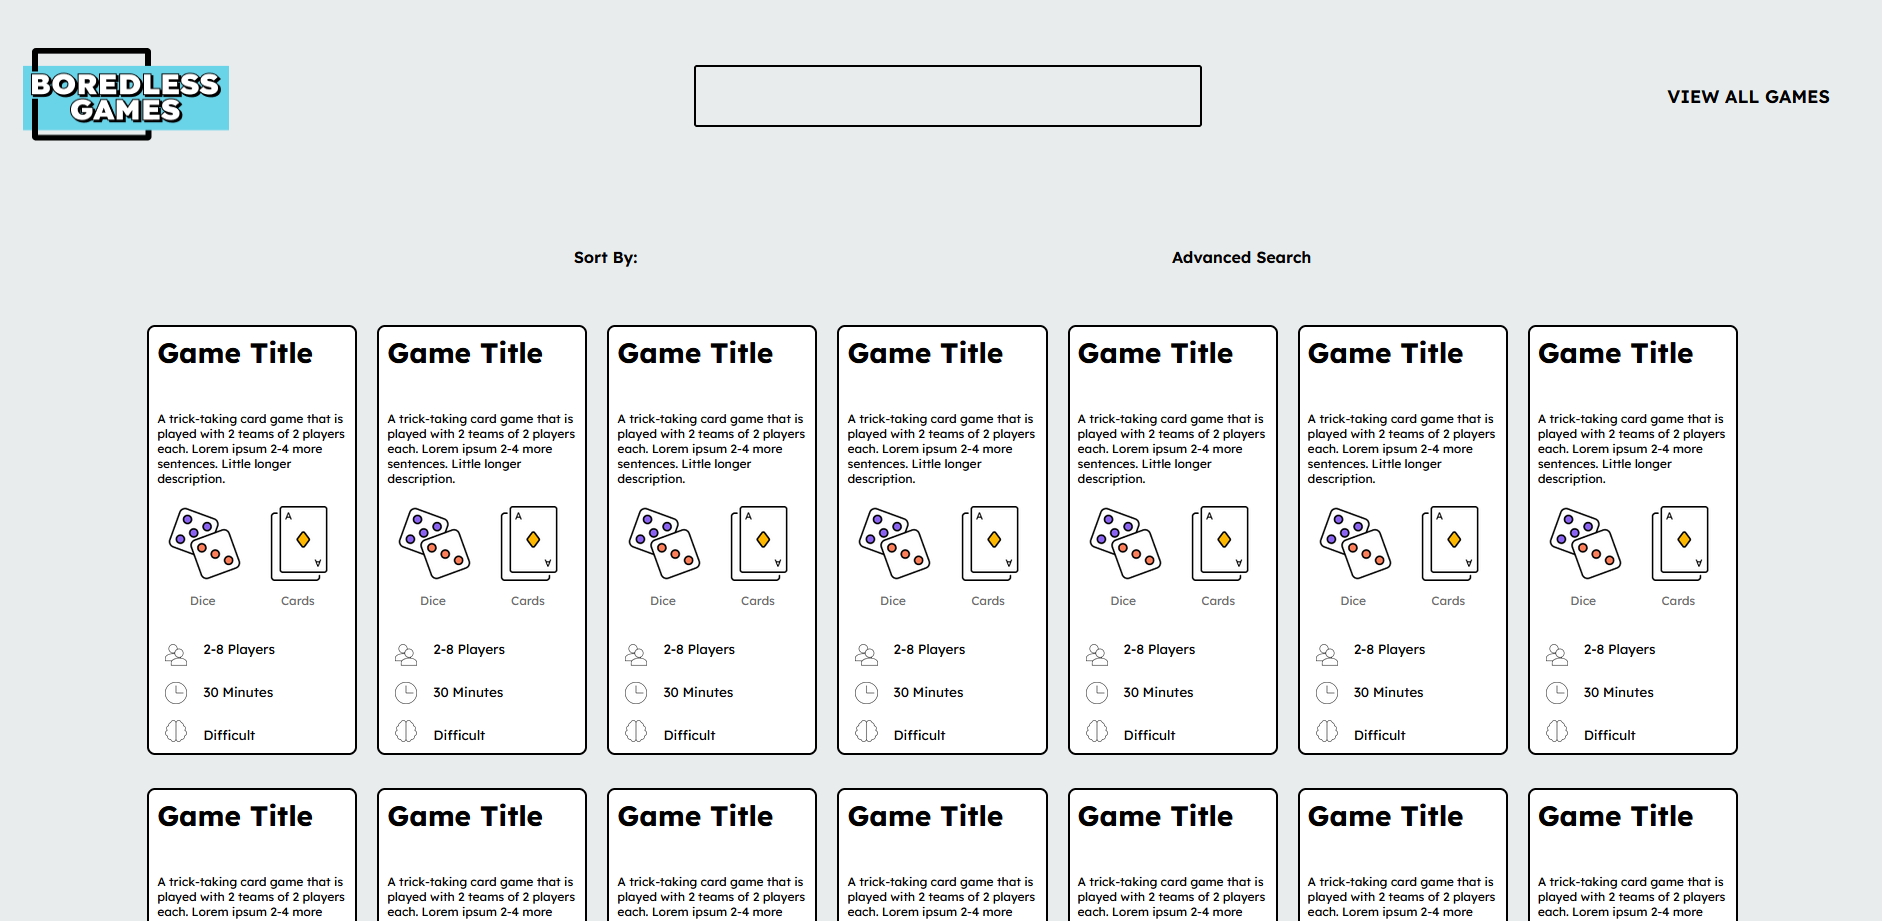 BOREDLESS
GAMES
VIEW ALL GAMES
Sort By:
Advanced Search
Game Title
A trick-taking card game that is
played with 2 teams of 2 players
each. Lorem ipsum 2-4 more
sentences. Little longer
description.
A
A
Dice
Cards
2-8 Players
30 Minutes
Difficult
Game Title
A trick-taking card game that is
played with 2 teams of 2 players
each. Lorem ipsum 2-4 more
sentences. Little longer
description.
A
A
Dice
Cards
2-8 Players
30 Minutes
Difficult
Game Title
A trick-taking card game that is
played with 2 teams of 2 players
each. Lorem ipsum 2-4 more
sentences. Little longer
description.
A
A
Dice
Cards
2-8 Players
30 Minutes
Difficult
Game Title
A trick-taking card game that is
played with 2 teams of 2 players
each. Lorem ipsum 2-4 more
sentences. Little longer
description.
A
A
Dice
Cards
2-8 Players
30 Minutes
Difficult
Game Title
A trick-taking card game that is
played with 2 teams of 2 players
each. Lorem ipsum 2-4 more
sentences. Little longer
description.
A
A
Dice
Cards
2-8 Players
30 Minutes
Difficult
Game Title
A trick-taking card game that is
played with 2 teams of 2 players
each. Lorem ipsum 2-4 more
sentences. Little longer
description.
A
A
Dice
Cards
2-8 Players
30 Minutes
Difficult
Game Title
A trick-taking card game that is
played with 2 teams of 2 players
each. Lorem ipsum 2-4 more
sentences. Little longer
description.
A
A
Dice
Cards
2-8 Players
30 Minutes
Difficult
Game Title
A trick-taking card game that is
played with 2 teams of 2 players
each. Lorem ipsum 2-4 more
Game Title
A trick-taking card game that is
played with 2 teams of 2 players
each. Lorem ipsum 2-4 more
Game Title
A trick-taking card game that is
played with 2 teams of 2 players
each. Lorem ipsum 2-4 more
Game Title
A trick-taking card game that is
played with 2 teams of 2 players
each. Lorem ipsum 2-4 more
Game Title
A trick-taking card game that is
played with 2 teams of 2 players
each. Lorem ipsum 2-4 more
Game Title
A trick-taking card game that is
played with 2 teams of 2 players
each. Lorem ipsum 2-4 more
Game Title
A trick-taking card game that is
played with 2 teams of 2 players
each. Lorem ipsum 2-4 more